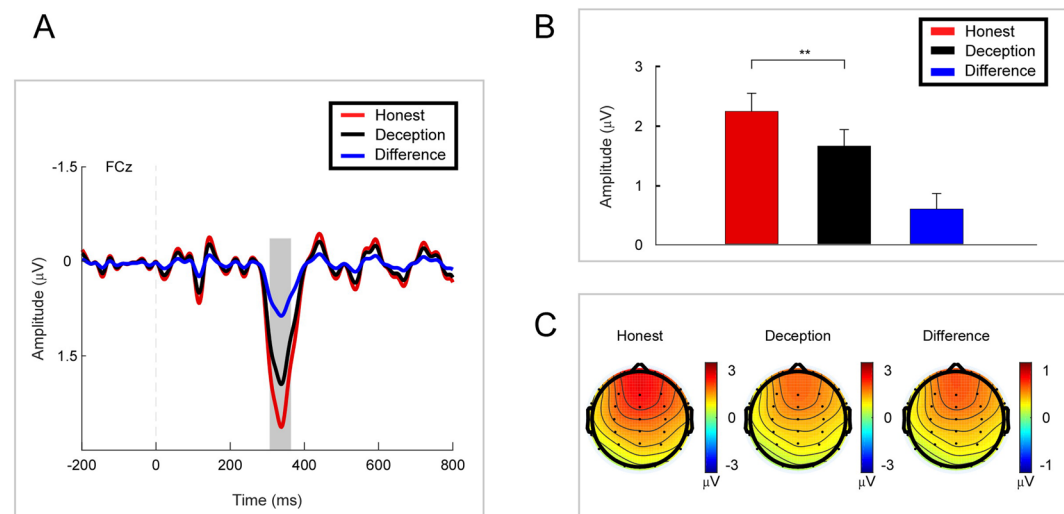 A
Honest
Deception
Difference
-1.5
FCz
0
1.5
Amplitude (μV)
-200
0
200
400
600
800
Time (ms)
B
Honest
Deception
Difference
**
3
2
1
0
Amplitude (μV)
C
Honest
Deception
Difference
3
0
-3
μV
3
0
-3
μV
1
0
-1
μV